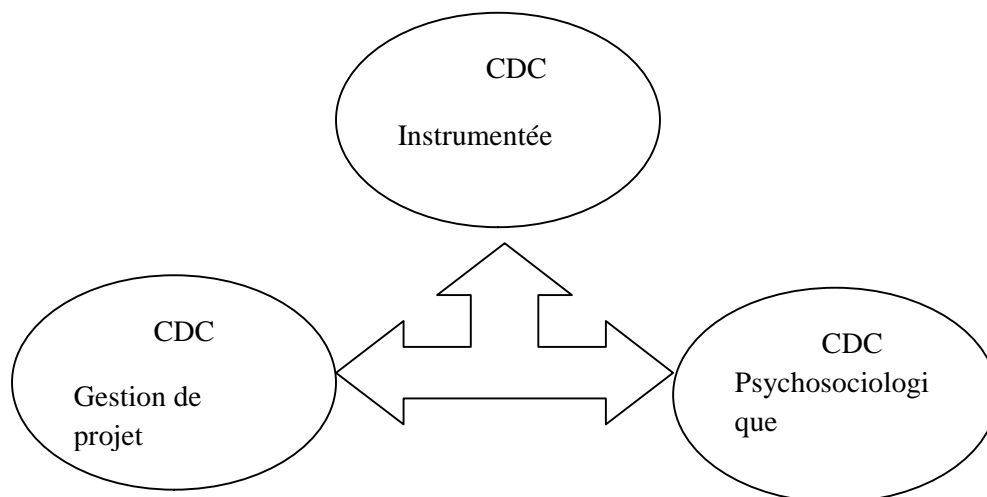 CDC
Instrumentée
CDC
Gestion de
projet
CDC
Psychosociologi
que